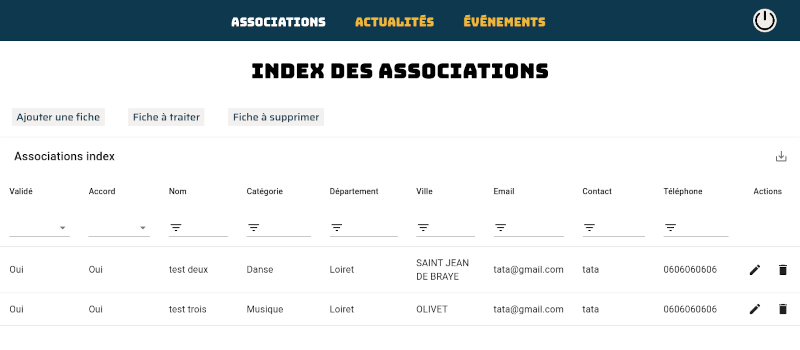 ASSOCIATIONS ACTUALITÉS ÉVÉNEMENTS
INDEX DES ASSOCIATIONS
Ajouter une fiche Fiche à traiter Fiche à supprimer
Associations index
Validé Accord Nom Catégorie Département Ville Email Contact Téléphone Actions
Oui Oui test deux Danse Loiret SAINT JEAN DE BRAYE tata@gmail.com tata 0606060606
Oui Oui test trois Musique Loiret OLIVET tata@gmail.com tata 0606060606